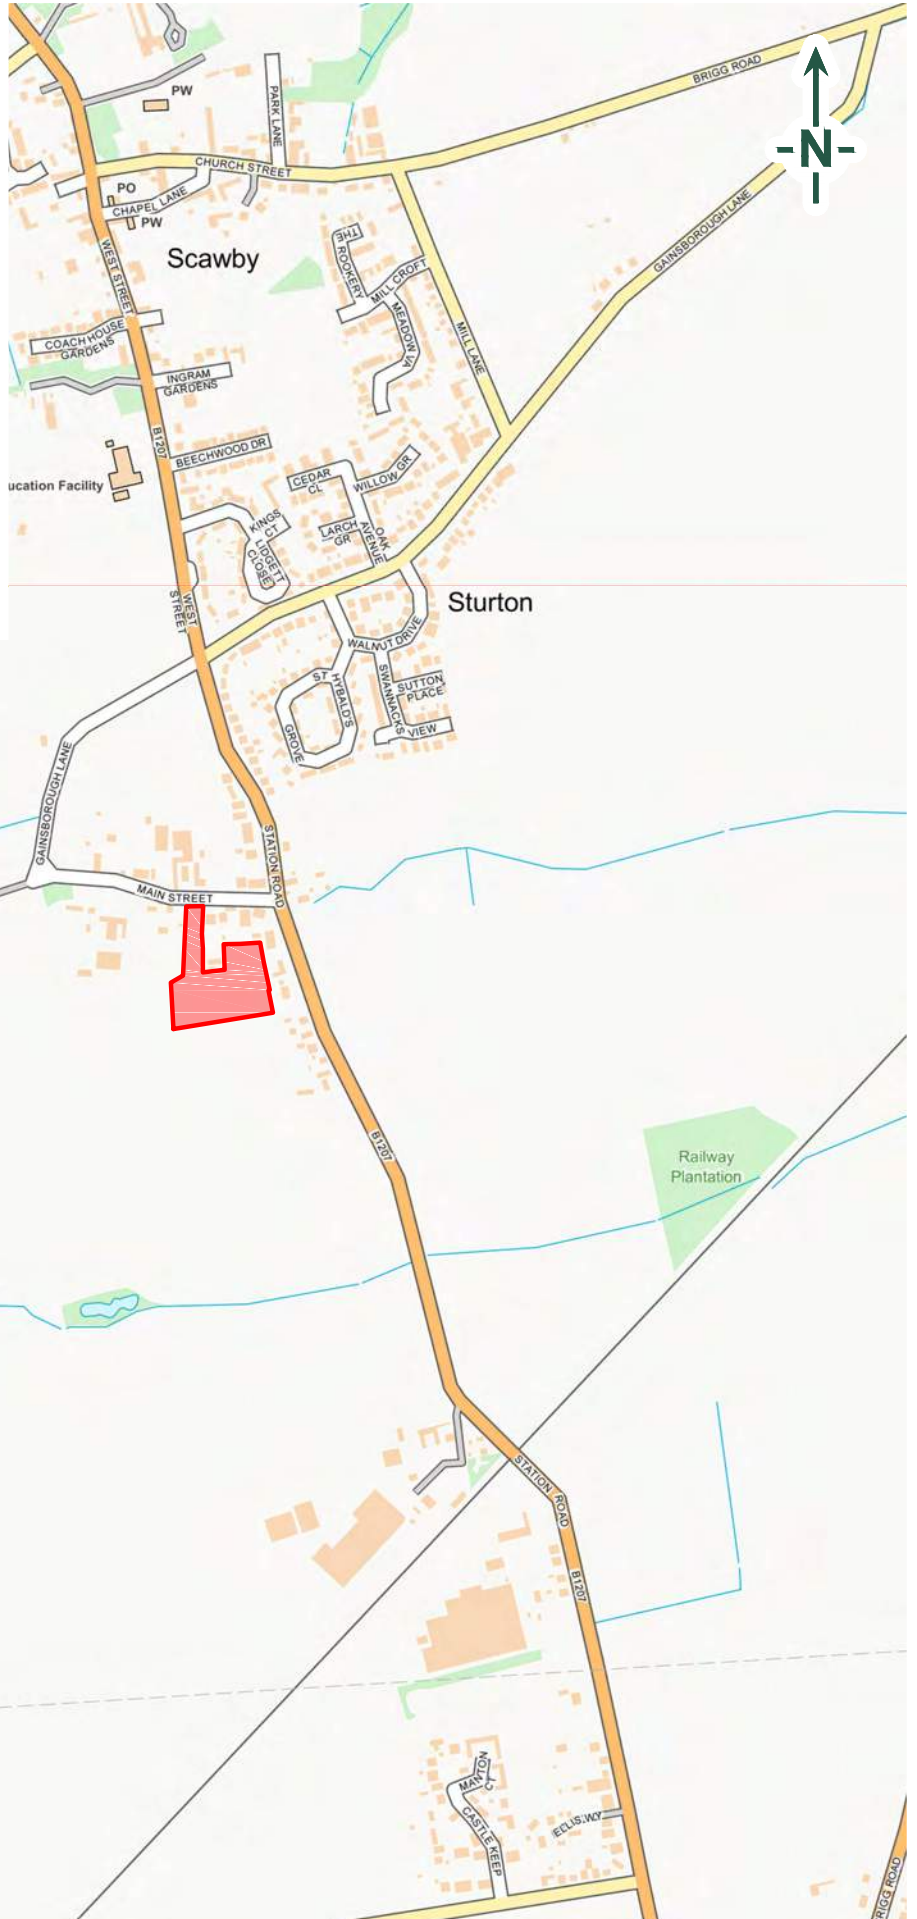 PW
PARK LANE
BRIGG ROAD
N
CHURCH STREET
PO
CHAPEL LANE
PW
WEST STREET
Scawby
THE
ROOKERY
MILL CROFT
GAINSBOROUGH LANE
MEADOW VA
MILL LANE
COACH HOUSE
GARDENS
INGRAM
GARDENS
B1207
BEECHWOOD DR
CEDAR
CL
WILLOW GR
ucation Facility
KINGS
CT
LARCH
GR
OAK
AVENUE
LIDGETT
CLOSE
WEST
STREET
Sturton
WALNUT DRIVE
ST
HYBALD'S
GROVE
SWANNACKS
VIEW
SUTTON
PLACE
GAINSBOROUGH LANE
STATION ROAD
MAIN STREET
B1207
Railway
Plantation
STATION ROAD
B1207
MANTON
CT
CASTLE KEEP
ELLIS WY
RIGG ROAD